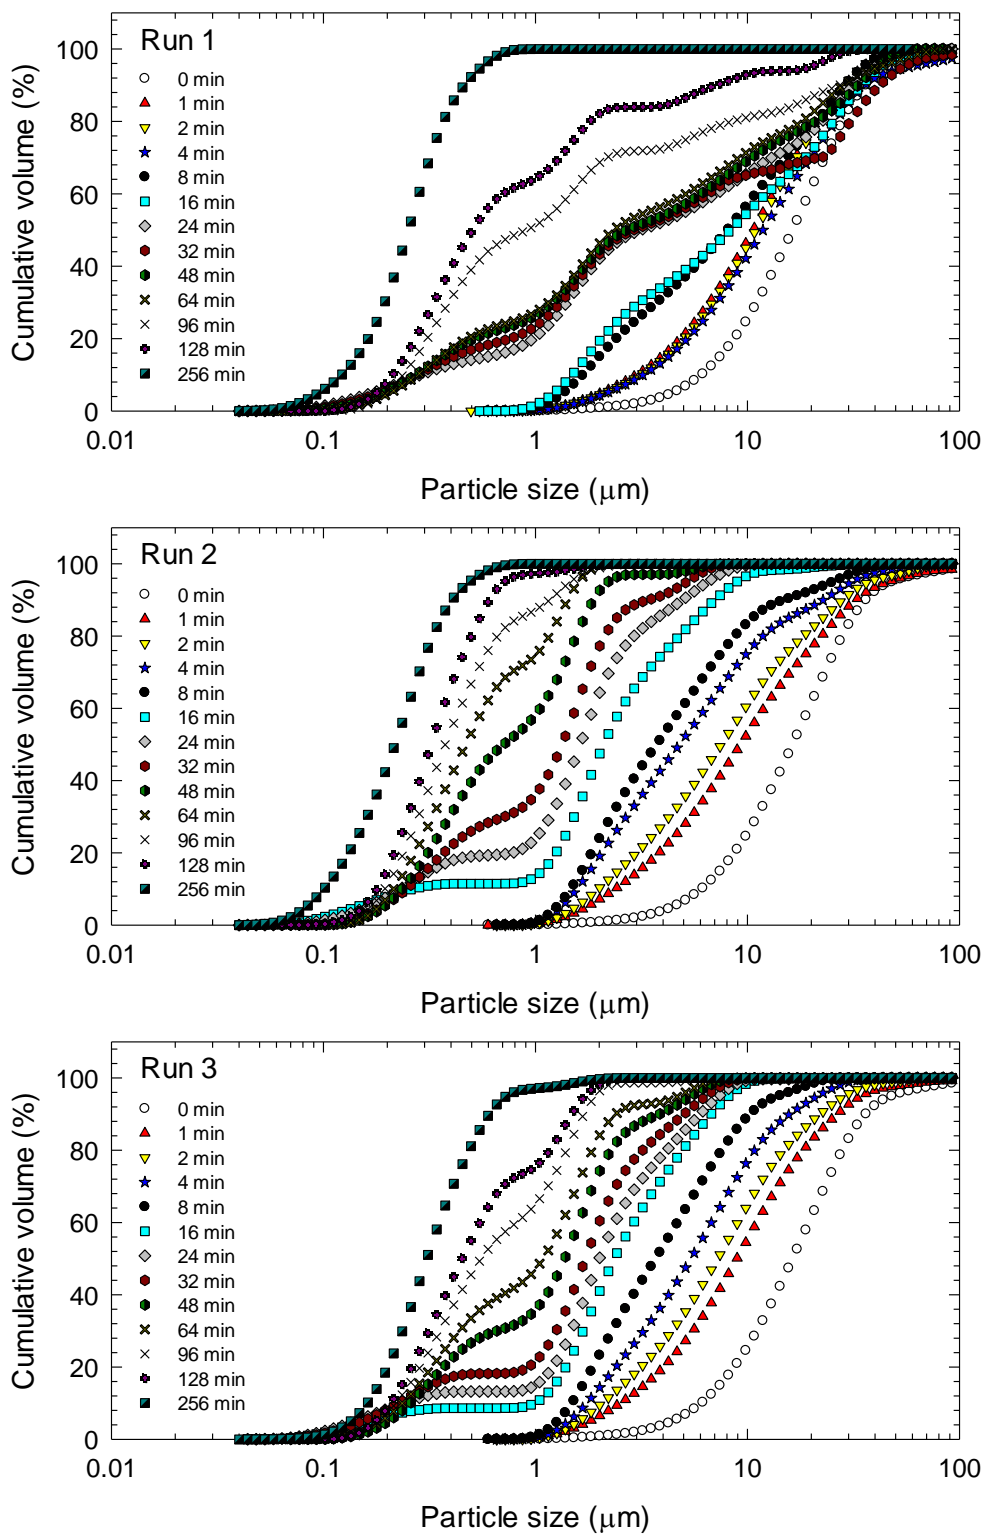 Run 1
0 min
1 min
2 min
4 min
8 min
16 min
24 min
32 min
48 min
64 min
96 min
128 min
256 min
Cumulative volume (%)
100
80
60
40
20
0
0.01 0.1 1 10 100
Particle size (μm)
Run 2
0 min
1 min
2 min
4 min
8 min
16 min
24 min
32 min
48 min
64 min
96 min
128 min
256 min
Cumulative volume (%)
100
80
60
40
20
0
0.01 0.1 1 10 100
Particle size (μm)
Run 3
0 min
1 min
2 min
4 min
8 min
16 min
24 min
32 min
48 min
64 min
96 min
128 min
256 min
Cumulative volume (%)
100
80
60
40
20
0
0.01 0.1 1 10 100
Particle size (μm)